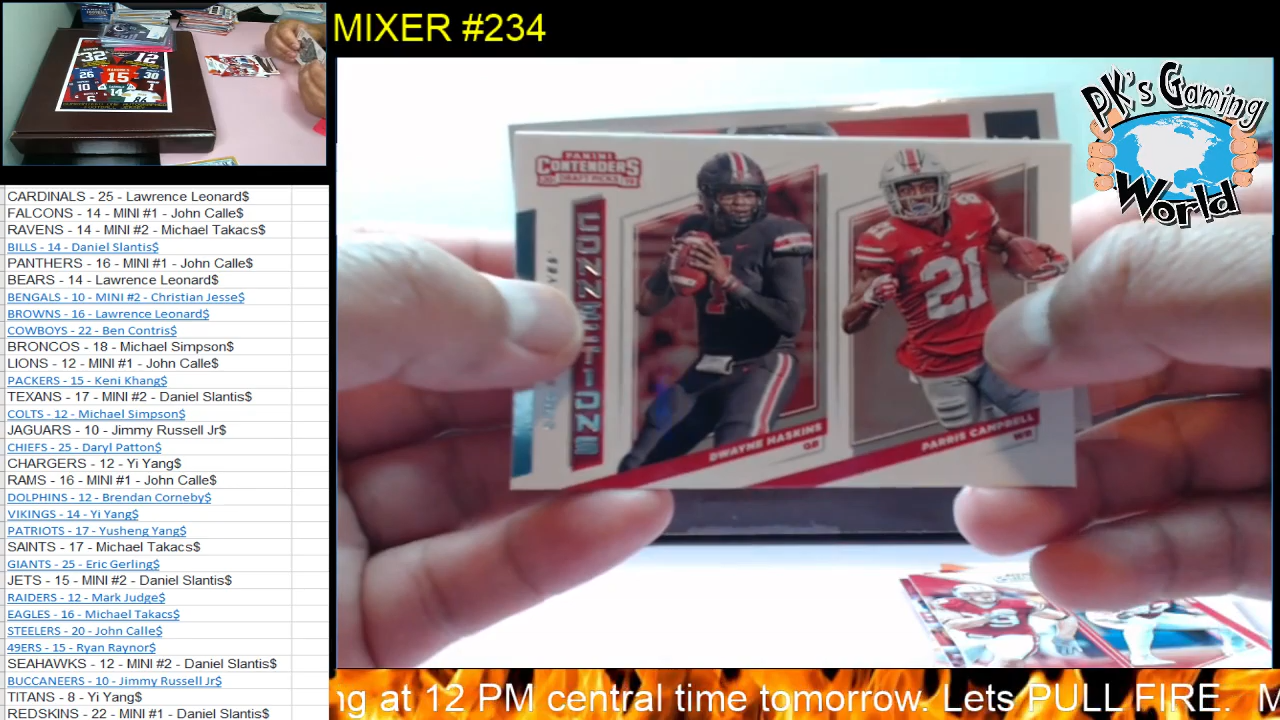 MIXER #234
PK's Gaming
World
CARDINALS - 25 - Lawrence Leonard$
FALCONS - 14 - MINI #1 - John Calle$
RAVENS - 14 - MINI #2 - Michael Takacs$
BILLS - 14 - Daniel Slantis$
PANTHERS - 16 - MINI #1 - John Calle$
BEARS - 14 - Lawrence Leonard$
BENGALS - 10 - MINI #2 - Christian Jesse$
BROWNS - 16 - Lawrence Leonard$
COWBOYS - 22 - Ben Contris$
BRONCOS - 18 - Michael Simpson$
LIONS - 12 - MINI #1 - John Calle$
PACKERS - 15 - Keni Khang$
TEXANS - 17 - MINI #2 - Daniel Slantis$
COLTS - 12 - Michael Simpson$
JAGUARS - 10 - Jimmy Russell Jr$
CHIEFS - 25 - Daryl Patton$
CHARGERS - 12 - Yi Yang$
RAMS - 16 - MINI #1 - John Calle$
DOLPHINS - 12 - Brendan Corneby$
VIKINGS - 14 - Yi Yang$
PATRIOTS - 17 - Yusheng Yang$
SAINTS - 17 - Michael Takacs$
GIANTS - 25 - Eric Gerling$
JETS - 15 - MINI #2 - Daniel Slantis$
RAIDERS - 12 - Mark Judge$
EAGLES - 16 - Michael Takacs$
STEELERS - 20 - John Calle$
49ERS - 15 - Ryan Raynor$
SEAHAWKS - 12 - MINI #2 - Daniel Slantis$
BUCCANEERS - 10 - Jimmy Russell Jr$
TITANS - 8 - Yi Yang$
REDSKINS - 22 - MINI #1 - Daniel Slantis$
PANINI
CONTENDERS
DRAFT PICKS
CONNECTIONS
21
DWAYNE HASKINS
QB
PARRIS CAMPBELL
WR
32
12
26
15
30
10
1
14
6
ng at 12 PM central time tomorrow. Lets PULL FIRE. M